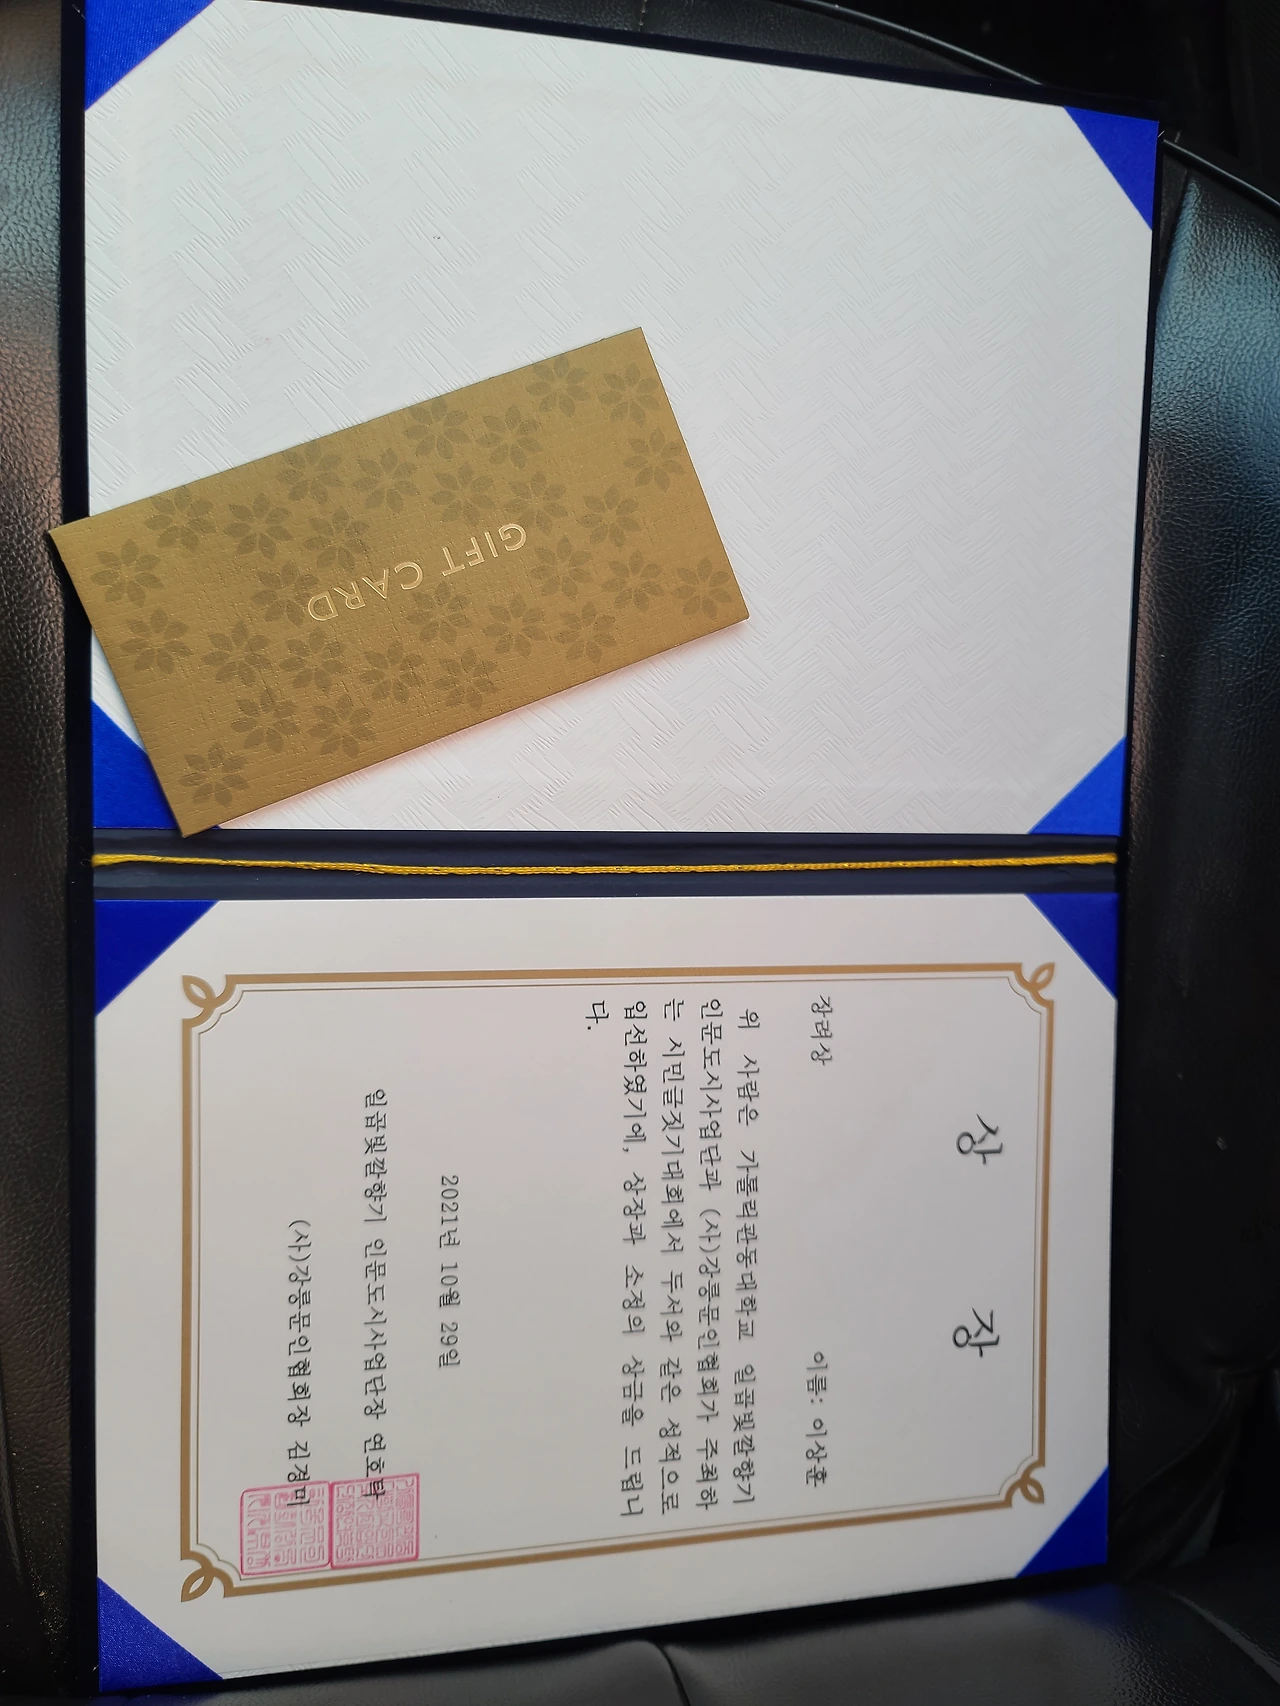 GIFT CARD
상 장
장려상 이름: 이상훈
위 사람은 가톨릭관동대학교 일곱빛깔향기
인문도시사업단과 (사)강릉문인협회가 주최하
는 시민글짓기대회에서 두서와 같은 성적으로
입선하였기에, 상장과 소정의 상금을 드립니
다.
2021년 10월 29일
일곱빛깔향기 인문도시사업단장 연호탁
(사)강릉문인협회장 김경미